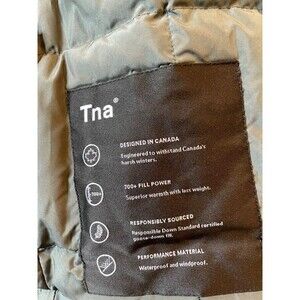 Tna®
DESIGNED IN CANADA
Engineered to withstand Canada's
harsh winters.
700+
700+ FILL POWER
Superior warmth with less weight.
RESPONSIBLY SOURCED
Responsible Down Standard certified
goose-down fill.
PERFORMANCE MATERIAL
Waterproof and windproof.